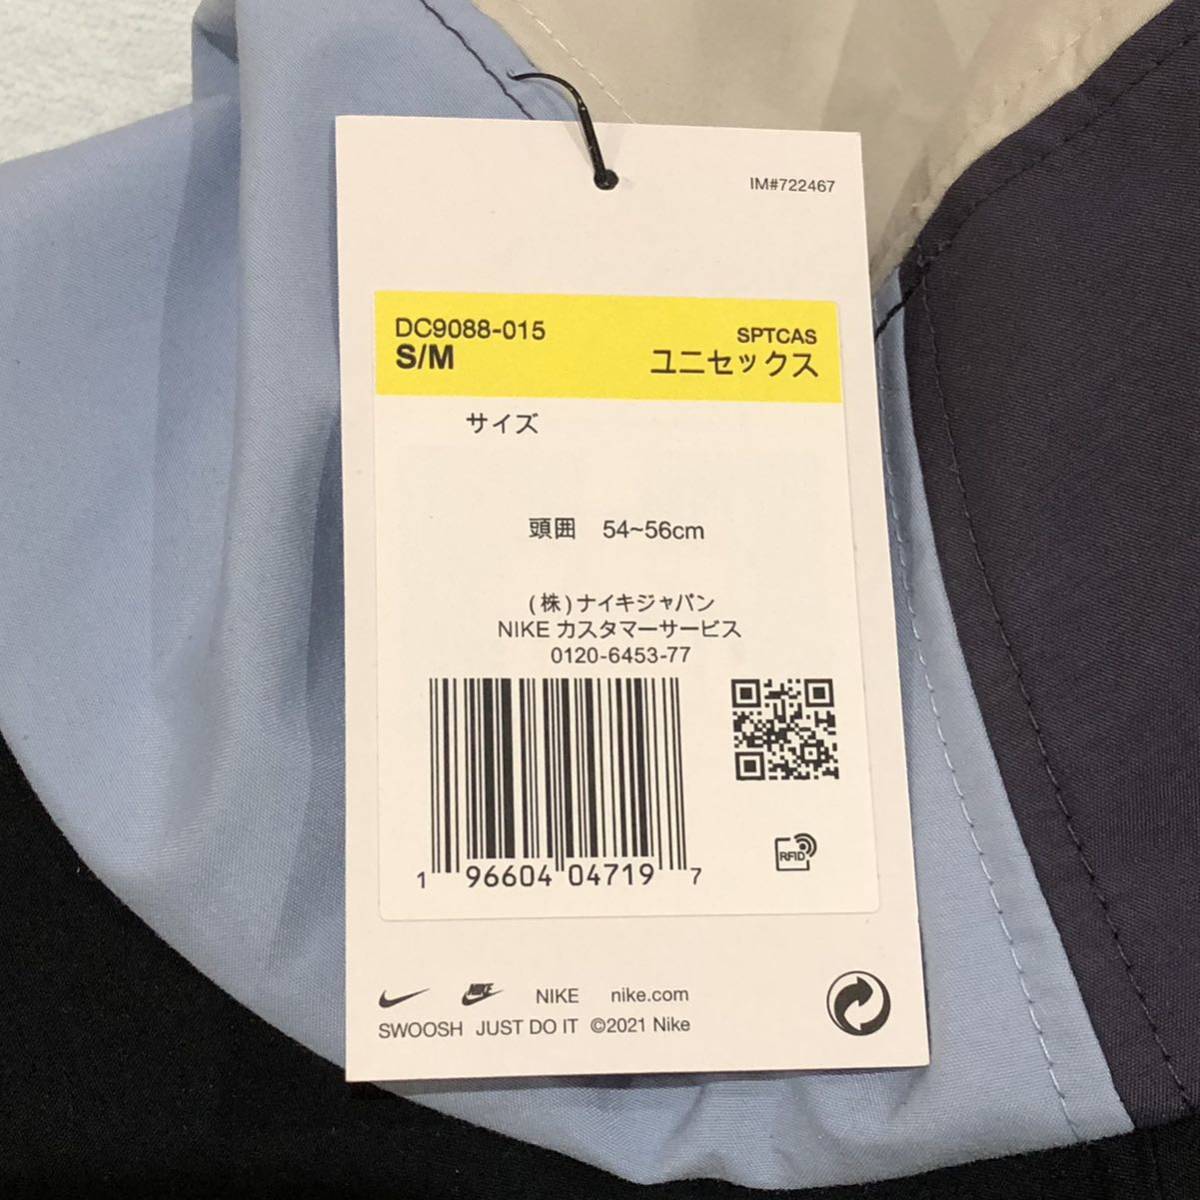 IM#722467
DC9088-015
SPTCAS
S/M
ユニセックス
サイズ
頭囲 54~56cm
(株)ナイキジャパン
NIKE カスタマーサービス
0120-6453-77
1 96604 04719 7
RFID
NIKE NIKE nike.com
SWOOSH JUST DO IT ©2021 Nike